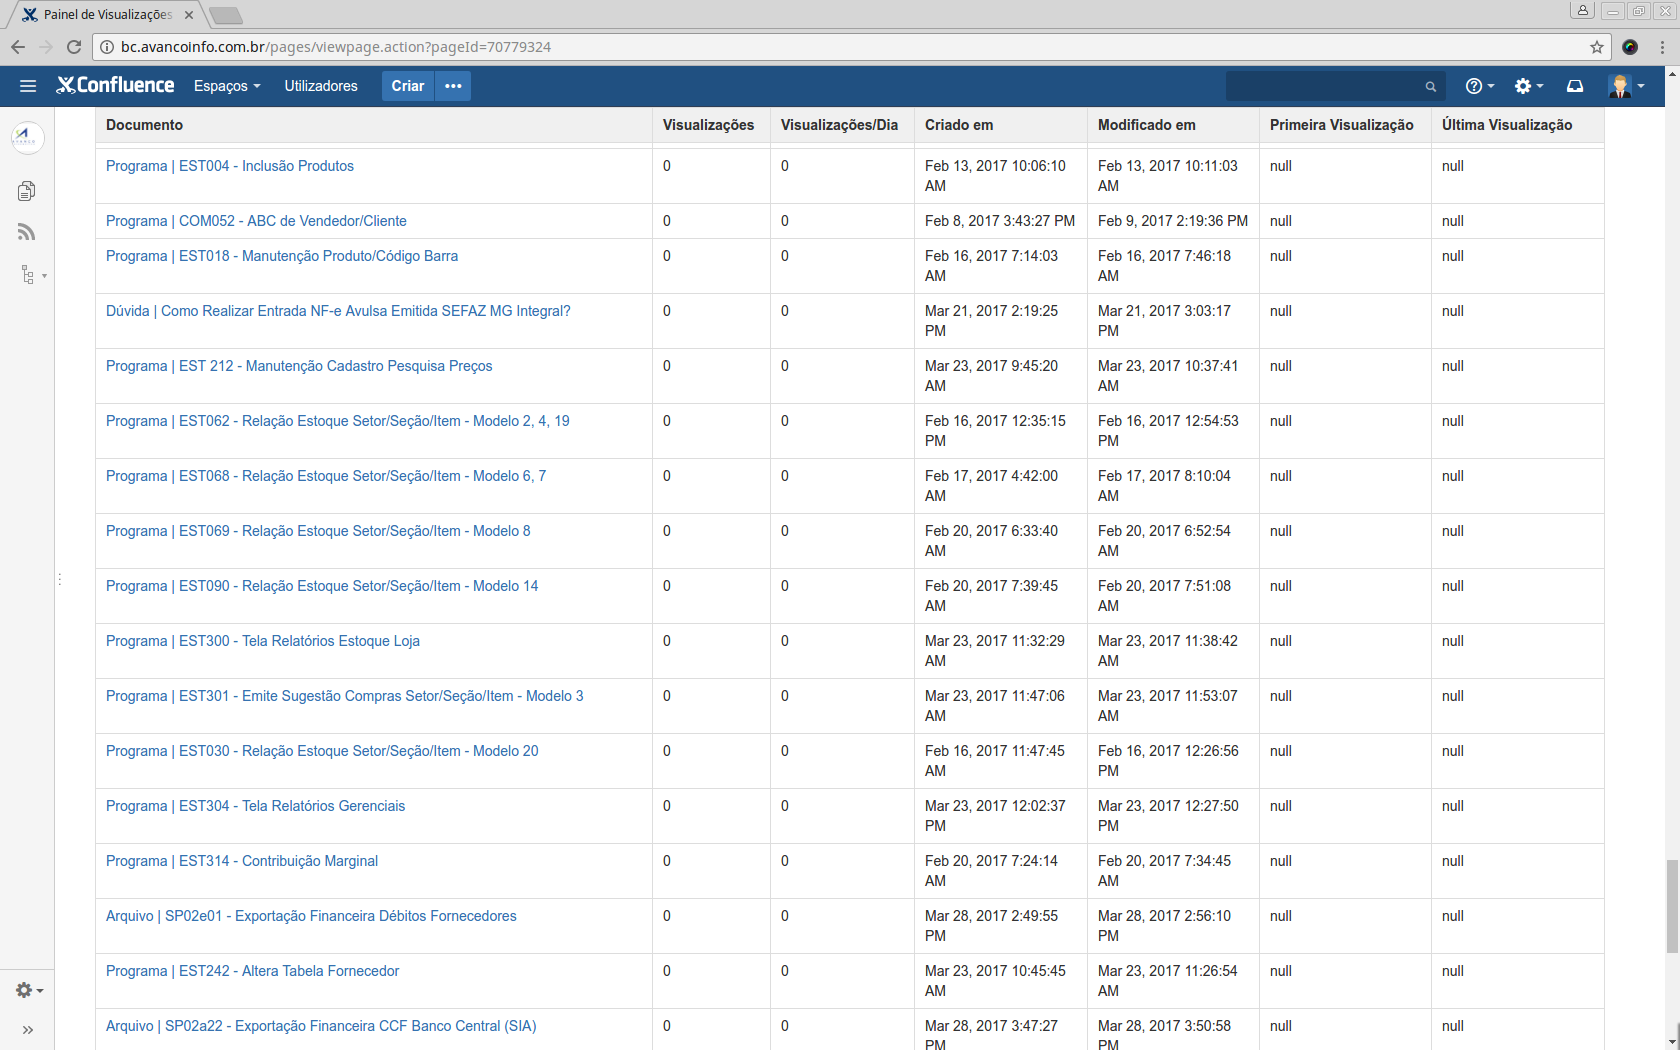 Painel de Visualizações
bc.avancoinfo.com.br/pages/viewpage.action?pageId=70779324
Confluence Espaços Utilizadores Criar
Documento Visualizações Visualizações/Dia Criado em Modificado em Primeira Visualização Última Visualização
Programa | EST004 - Inclusão Produtos 0 0 Feb 13, 2017 10:06:10 Feb 13, 2017 10:11:03 null null
AM AM
Programa | COM052 - ABC de Vendedor/Cliente 0 0 Feb 8, 2017 3:43:27 PM Feb 9, 2017 2:19:36 PM null null
Programa | EST018 - Manutenção Produto/Código Barra 0 0 Feb 16, 2017 7:14:03 Feb 16, 2017 7:46:18 null null
AM AM
Dúvida | Como Realizar Entrada NF-e Avulsa Emitida SEFAZ MG Integral? 0 0 Mar 21, 2017 2:19:25 Mar 21, 2017 3:03:17 null null
PM PM
Programa | EST 212 - Manutenção Cadastro Pesquisa Preços 0 0 Mar 23, 2017 9:45:20 Mar 23, 2017 10:37:41 null null
AM AM
Programa | EST062 - Relação Estoque Setor/Seção/Item - Modelo 2, 4, 19 0 0 Feb 16, 2017 12:35:15 Feb 16, 2017 12:54:53 null null
PM PM
Programa | EST068 - Relação Estoque Setor/Seção/Item - Modelo 6, 7 0 0 Feb 17, 2017 4:42:00 Feb 17, 2017 8:10:04 null null
AM AM
Programa | EST069 - Relação Estoque Setor/Seção/Item - Modelo 8 0 0 Feb 20, 2017 6:33:40 Feb 20, 2017 6:52:54 null null
AM AM
Programa | EST090 - Relação Estoque Setor/Seção/Item - Modelo 14 0 0 Feb 20, 2017 7:39:45 Feb 20, 2017 7:51:08 null null
AM AM
Programa | EST300 - Tela Relatórios Estoque Loja 0 0 Mar 23, 2017 11:32:29 Mar 23, 2017 11:38:42 null null
AM AM
Programa | EST301 - Emite Sugestão Compras Setor/Seção/Item - Modelo 3 0 0 Mar 23, 2017 11:47:06 Mar 23, 2017 11:53:07 null null
AM AM
Programa | EST030 - Relação Estoque Setor/Seção/Item - Modelo 20 0 0 Feb 16, 2017 11:47:45 Feb 16, 2017 12:26:56 null null
AM PM
Programa | EST304 - Tela Relatórios Gerenciais 0 0 Mar 23, 2017 12:02:37 Mar 23, 2017 12:27:50 null null
PM PM
Programa | EST314 - Contribuição Marginal 0 0 Feb 20, 2017 7:24:14 Feb 20, 2017 7:34:45 null null
AM AM
Arquivo | SP02e01 - Exportação Financeira Débitos Fornecedores 0 0 Mar 28, 2017 2:49:55 Mar 28, 2017 2:56:10 null null
PM PM
Programa | EST242 - Altera Tabela Fornecedor 0 0 Mar 23, 2017 10:45:45 Mar 23, 2017 11:26:54 null null
AM AM
Arquivo | SP02a22 - Exportação Financeira CCF Banco Central (SIA) 0 0 Mar 28, 2017 3:47:27 Mar 28, 2017 3:50:58 null null
PM PM